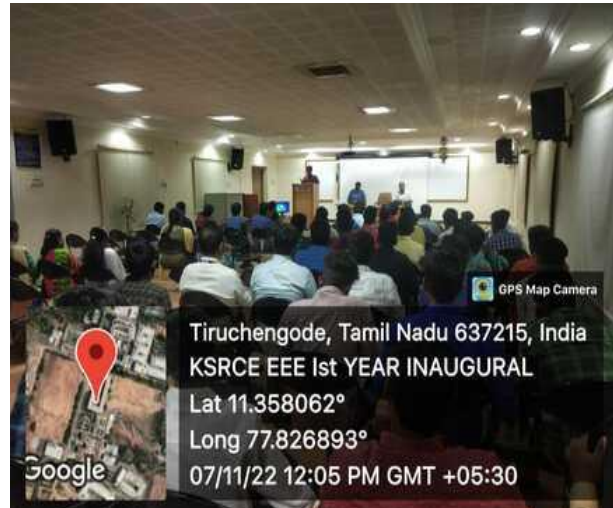 GPS Map Camera
Tiruchengode, Tamil Nadu 637215, India
KSRCE EEE Ist YEAR INAUGURAL
Lat 11.358062°
Long 77.826893°
07/11/22 12:05 PM GMT +05:30
Google